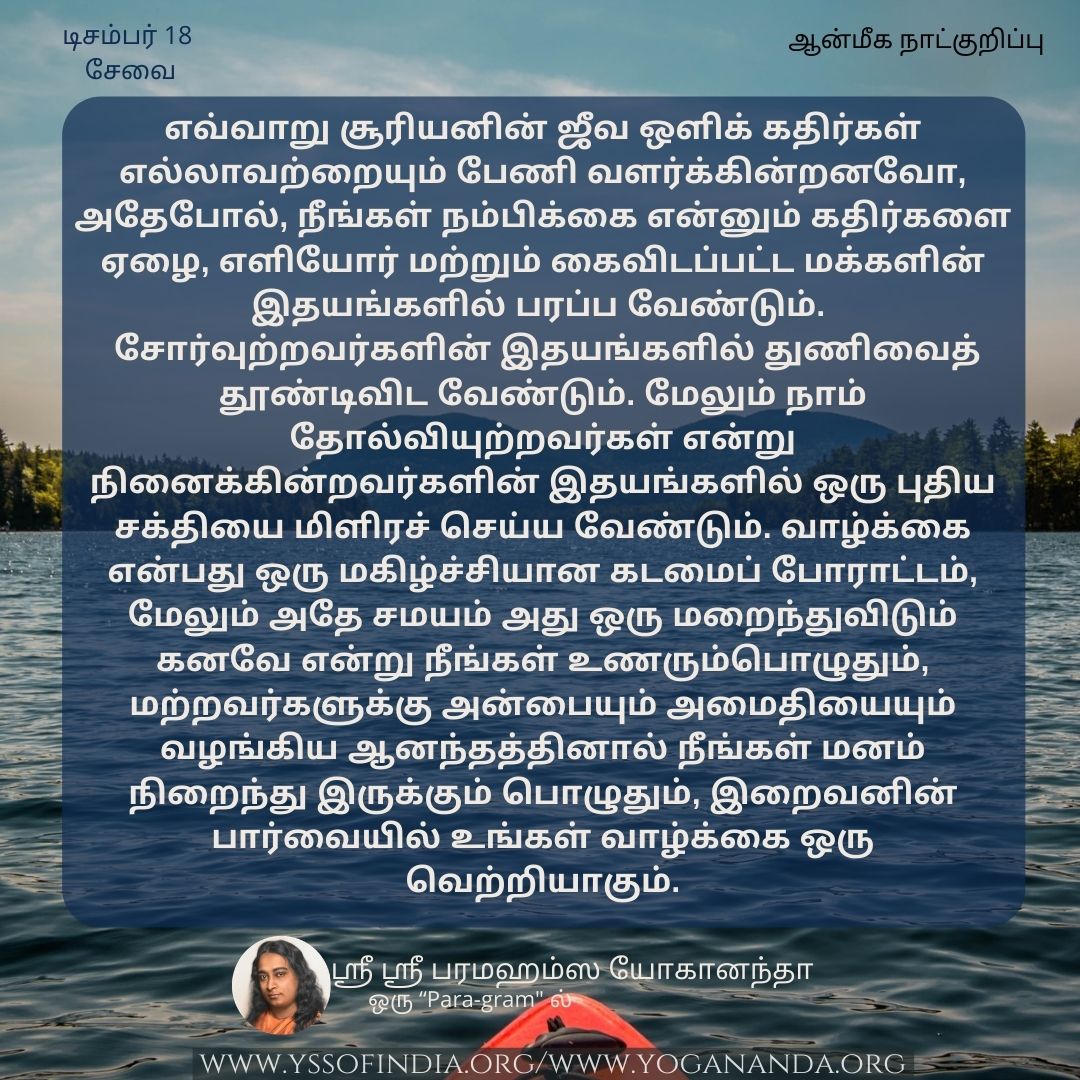 டிசம்பர் 18
சேவை
ஆன்மீக நாட்குறிப்பு
எவ்வாறு சூரியனின் ஜீவ ஒளிக் கதிர்கள்
எல்லாவற்றையும் பேணி வளர்க்கின்றனவோ,
அதேபோல், நீங்கள் நம்பிக்கை என்னும் கதிர்களை
ஏழை, எளியோர் மற்றும் கைவிடப்பட்ட மக்களின்
இதயங்களில் பரப்ப வேண்டும்.
சோர்வுற்றவர்களின் இதயங்களில் துணிவைத்
தூண்டிவிட வேண்டும். மேலும் நாம்
தோல்வியுற்றவர்கள் என்று
நினைக்கின்றவர்களின் இதயங்களில் ஒரு புதிய
சக்தியை மிளிரச் செய்ய வேண்டும். வாழ்க்கை
என்பது ஒரு மகிழ்ச்சியான கடமைப் போராட்டம்,
மேலும் அதே சமயம் அது ஒரு மறைந்துவிடும்
கனவே என்று நீங்கள் உணரும்பொழுதும்,
மற்றவர்களுக்கு அன்பையும் அமைதியையும்
வழங்கிய ஆனந்தத்தினால் நீங்கள் மனம்
நிறைந்து இருக்கும் பொழுதும், இறைவனின்
பார்வையில் உங்கள் வாழ்க்கை ஒரு
வெற்றியாகும்.
ஸ்ரீ ஸ்ரீ பரமஹம்ஸ யோகானந்தா
ஒரு “Para-gram" ல்
WWW.YSSOFINDIA.ORG/WWW.YOGANANDA.ORG